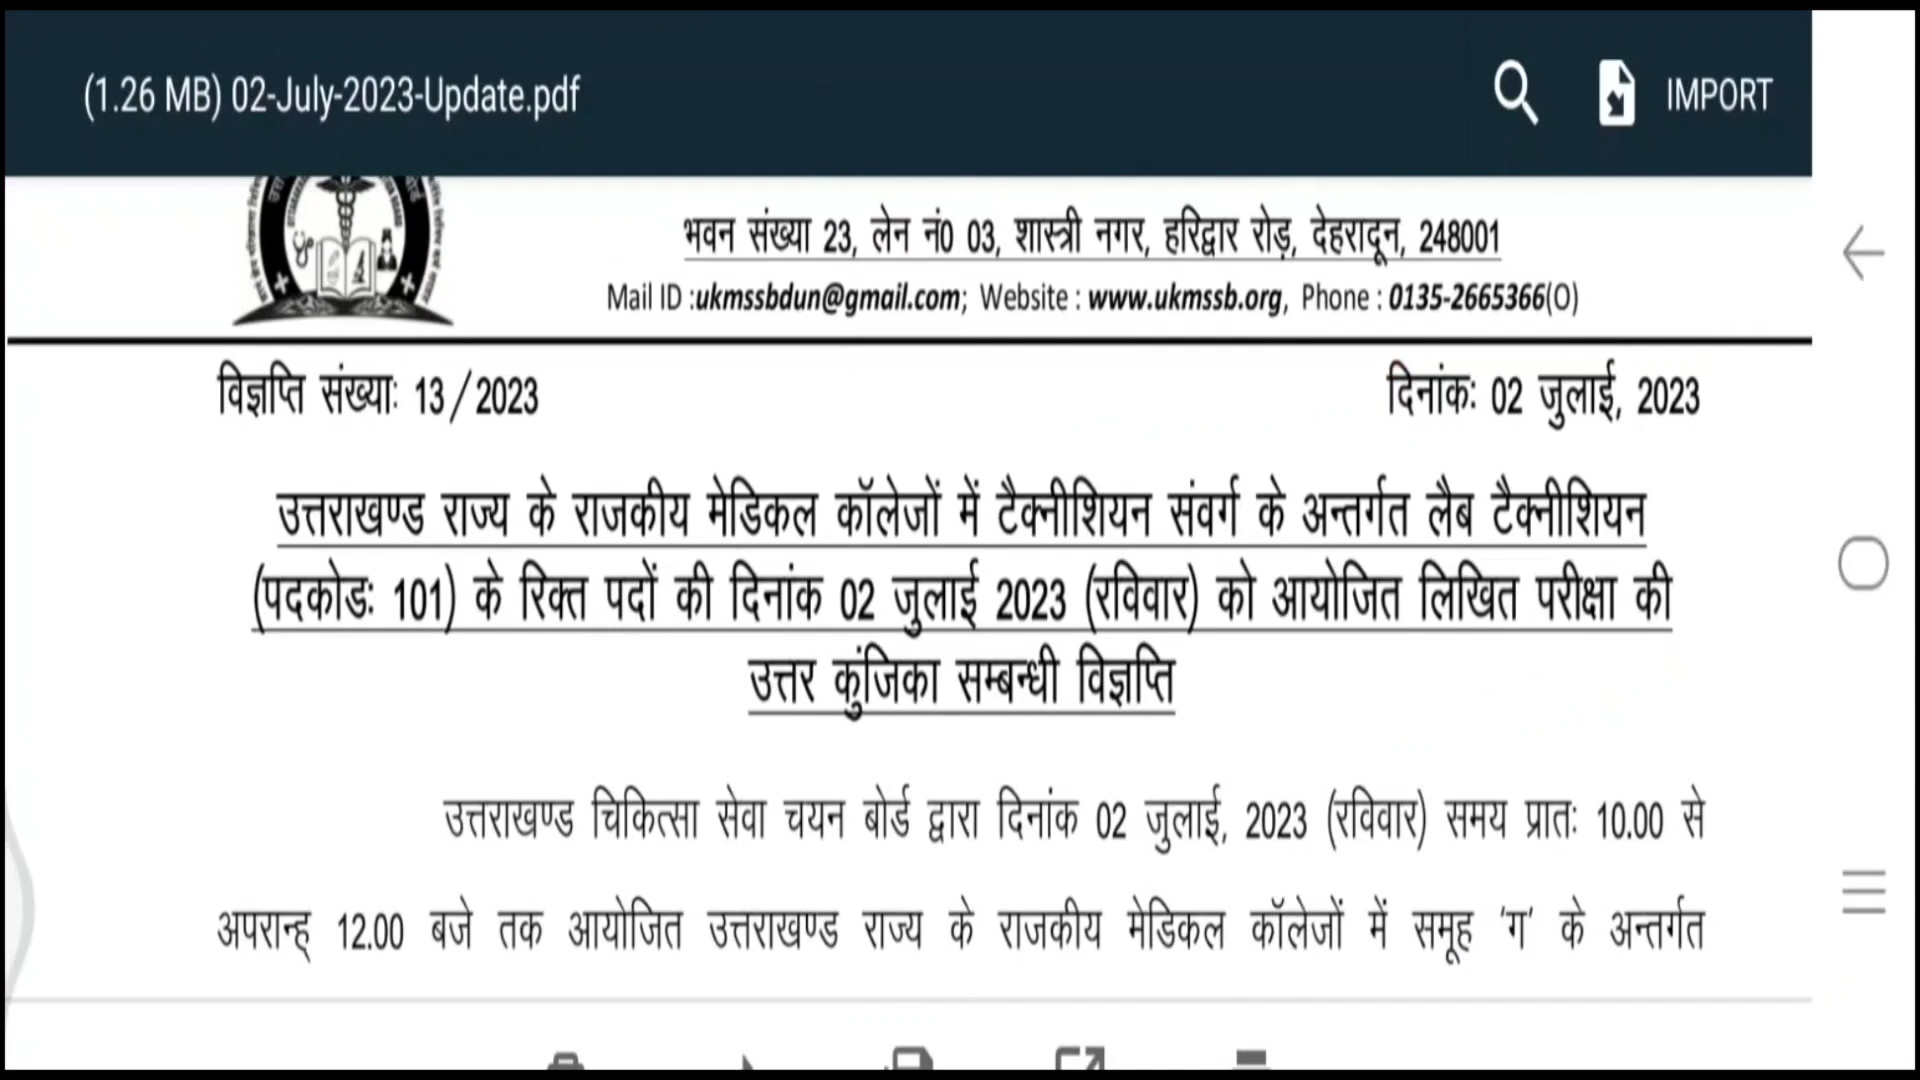 (1.26 MB) 02-July-2023-Update.pdf
IMPORT
भवन संख्या 23, लेन नं0 03, शास्त्री नगर, हरिद्वार रोड़, देहरादून, 248001
Mail ID :ukmssbdun@gmail.com; Website : www.ukmssb.org, Phone : 0135-2665366(O)
विज्ञप्ति संख्याः 13/2023
दिनांकः 02 जुलाई, 2023
उत्तराखण्ड राज्य के राजकीय मेडिकल कॉलेजों में टैक्नीशियन संवर्ग के अन्तर्गत लैब टैक्नीशियन
(पदकोडः 101) के रिक्त पदों की दिनांक 02 जुलाई 2023 (रविवार) को आयोजित लिखित परीक्षा की
उत्तर कुंजिका सम्बन्धी विज्ञप्ति
उत्तराखण्ड चिकित्सा सेवा चयन बोर्ड द्वारा दिनांक 02 जुलाई, 2023 (रविवार) समय प्रातः 10.00 से
अपरान्ह् 12.00 बजे तक आयोजित उत्तराखण्ड राज्य के राजकीय मेडिकल कॉलेजों में समूह 'ग' के अन्तर्गत